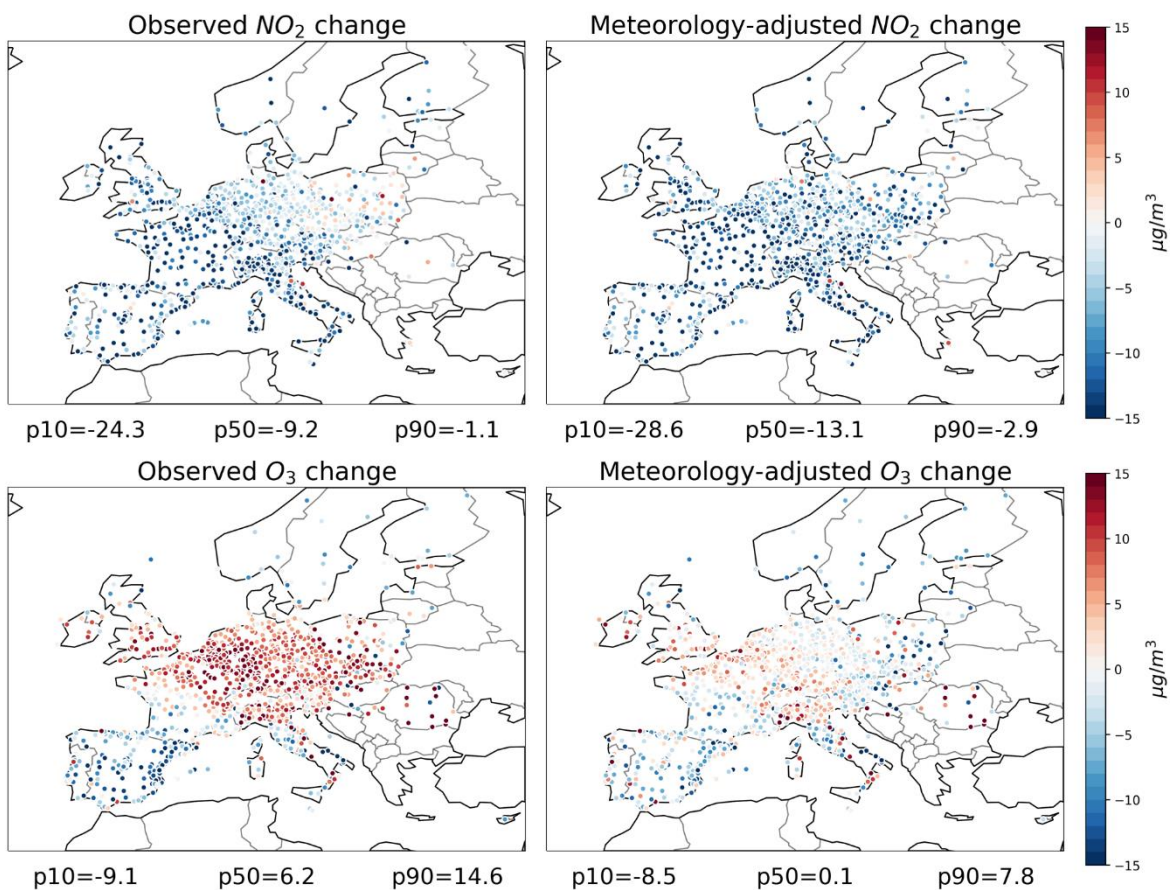 Observed NO₂ change
Meteorology-adjusted NO₂ change
15
10
5
0
−5
−10
−15
μg/m³
p10=-24.3 p50=-9.2 p90=-1.1
p10=-28.6 p50=-13.1 p90=-2.9
Observed O₃ change
Meteorology-adjusted O₃ change
15
10
5
0
−5
−10
−15
μg/m³
p10=-9.1 p50=6.2 p90=14.6
p10=-8.5 p50=0.1 p90=7.8